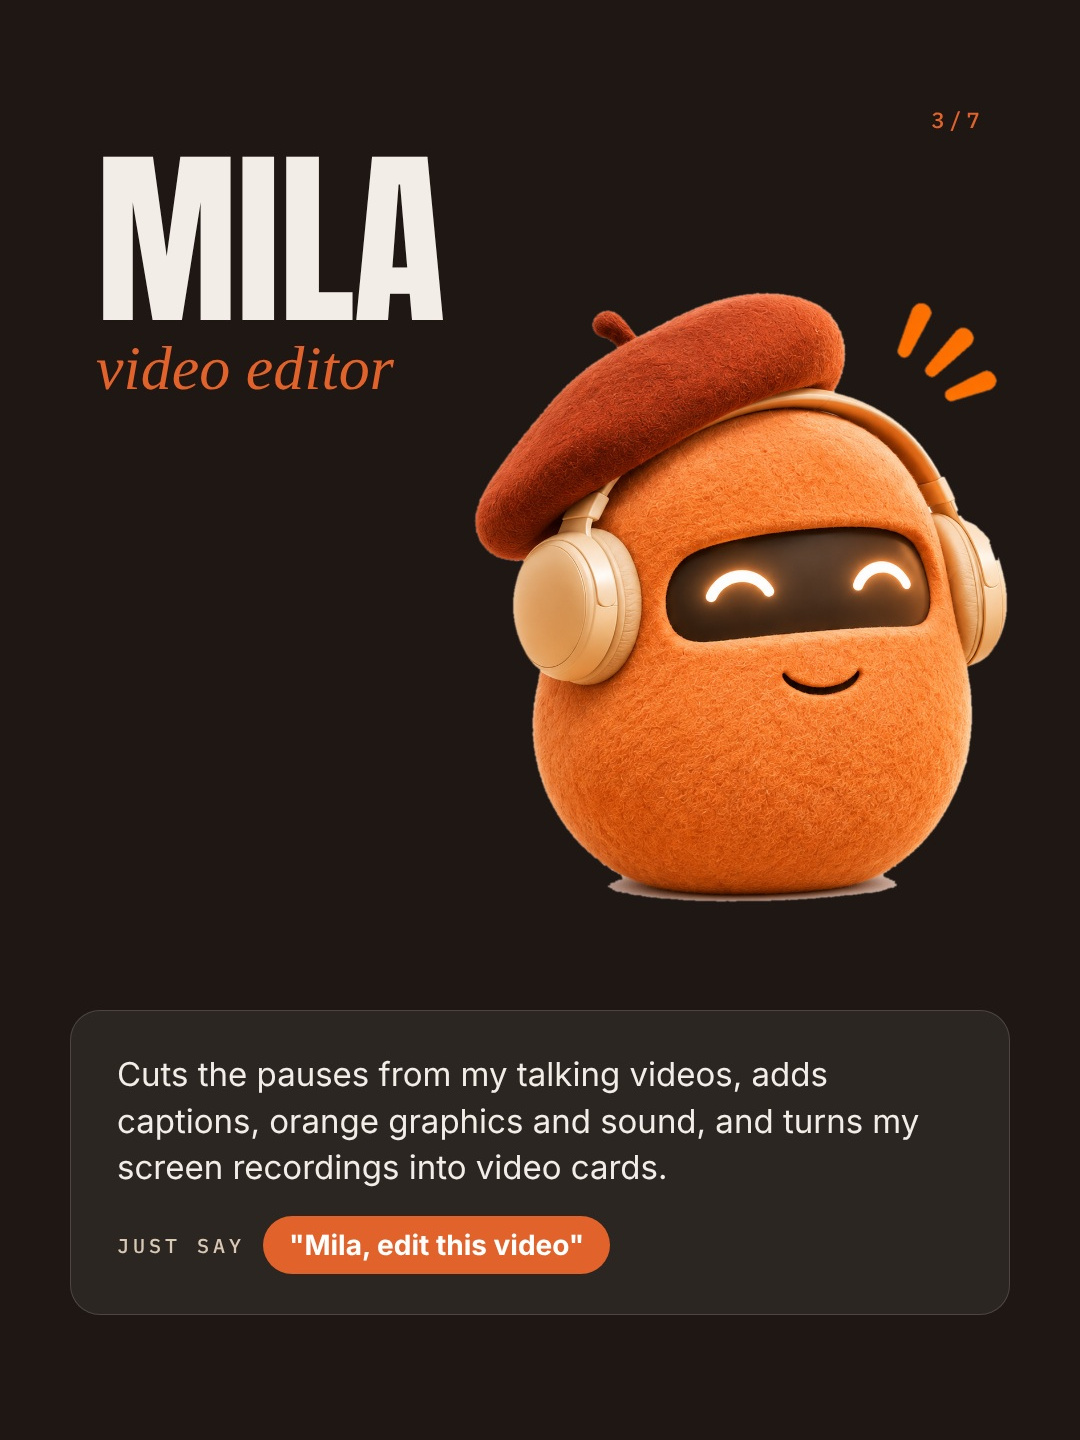 3 / 7
MILA
video editor
Cuts the pauses from my talking videos, adds
captions, orange graphics and sound, and turns my
screen recordings into video cards.
JUST SAY "Mila, edit this video"